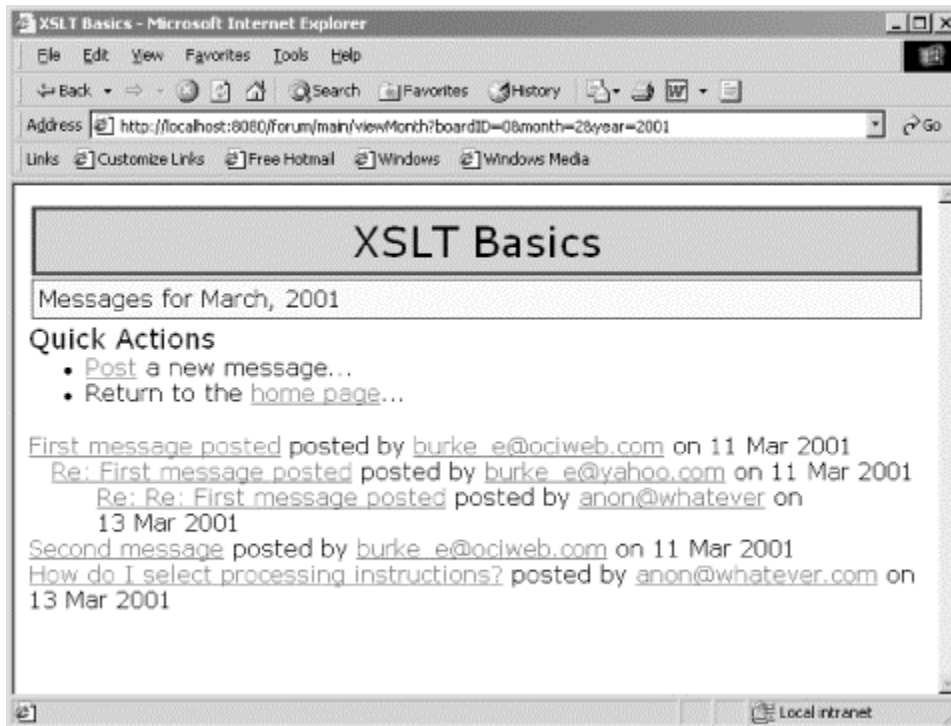 XSLT Basics - Microsoft Internet Explorer
File Edit View Favorites Tools Help
Back Search Favorites History
Address http://localhost:8080/forum/main/viewMonth?boardID=0&month=2&year=2001 Go
Links Customize Links Free Hotmail Windows Windows Media
XSLT Basics
Messages for March, 2001
Quick Actions
• Post a new message...
• Return to the home page...
First message posted posted by burke_e@ociweb.com on 11 Mar 2001
Re: First message posted posted by burke_e@yahoo.com on 11 Mar 2001
Re: Re: First message posted posted by anon@whatever on
13 Mar 2001
Second message posted by burke_e@ociweb.com on 11 Mar 2001
How do I select processing instructions? posted by anon@whatever.com on
13 Mar 2001
Local intranet